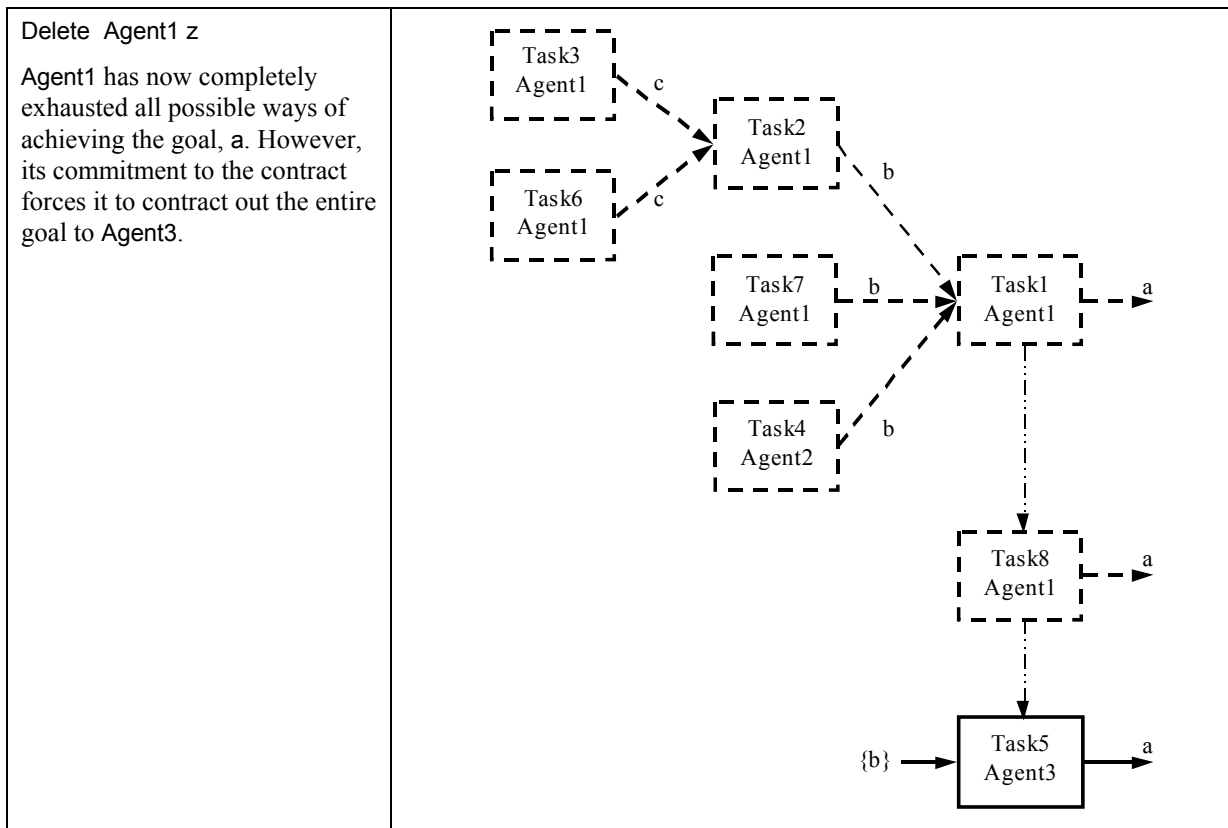 Delete Agent1 z
Agent1 has now completely
exhausted all possible ways of
achieving the goal, a. However,
its commitment to the contract
forces it to contract out the entire
goal to Agent3.
Task3
Agent1
c
Task2
Agent1
b
Task6
Agent1
c
Task7
Agent1
b
Task1
Agent1
a
Task4
Agent2
b
Task8
Agent1
a
{b}
Task5
Agent3
a